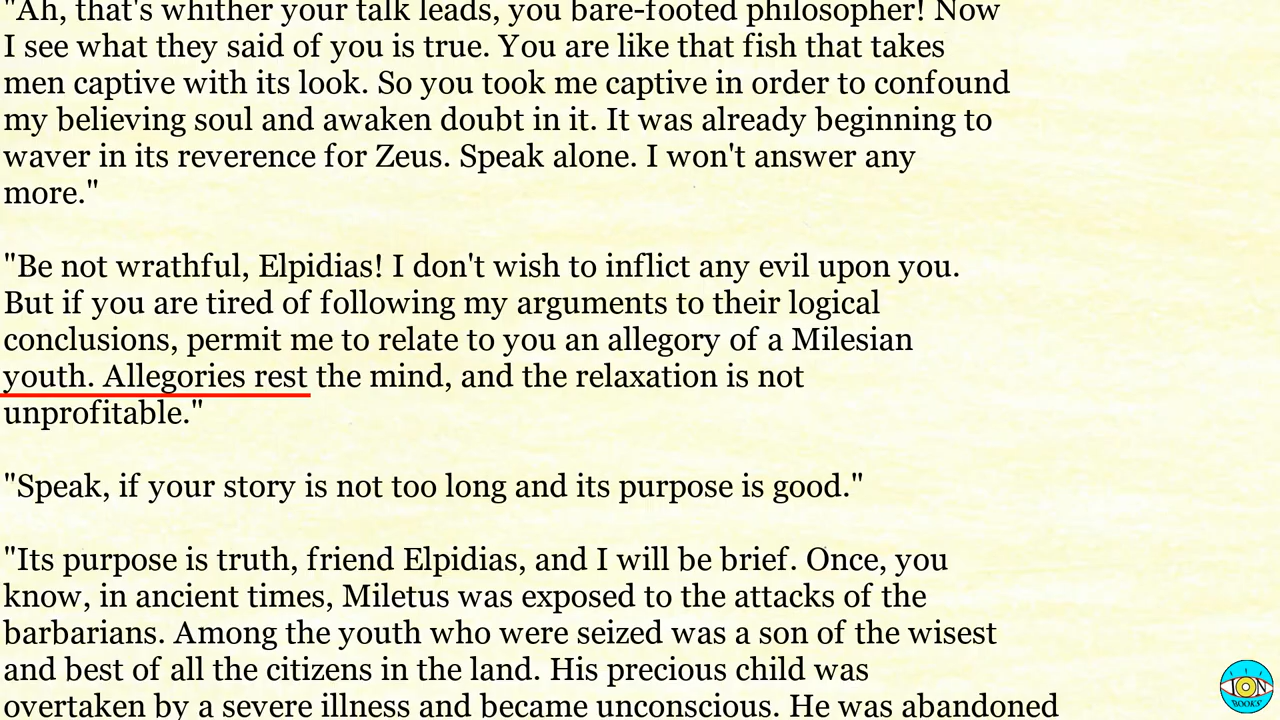 "Ah, that's whither your talk leads, you bare-footed philosopher! Now
I see what they said of you is true. You are like that fish that takes
men captive with its look. So you took me captive in order to confound
my believing soul and awaken doubt in it. It was already beginning to
waver in its reverence for Zeus. Speak alone. I won't answer any
more."
"Be not wrathful, Elpidias! I don't wish to inflict any evil upon you.
But if you are tired of following my arguments to their logical
conclusions, permit me to relate to you an allegory of a Milesian
youth. Allegories rest the mind, and the relaxation is not
unprofitable."
"Speak, if your story is not too long and its purpose is good."
"Its purpose is truth, friend Elpidias, and I will be brief. Once, you
know, in ancient times, Miletus was exposed to the attacks of the
barbarians. Among the youth who were seized was a son of the wisest
and best of all the citizens in the land. His precious child was
overtaken by a severe illness and became unconscious. He was abandoned
ION
BOOKS